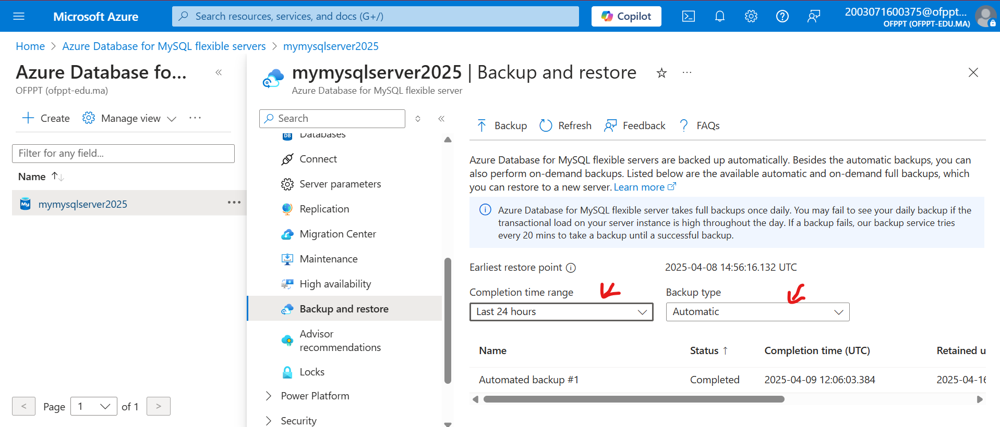 Microsoft Azure
Search resources, services, and docs (G+/)
Copilot
2003071600375@ofppt...
OFPPT (OFPPT-EDU.MA)
Home > Azure Database for MySQL flexible servers > mymysqlserver2025
Azure Database fo...
OFPPT (ofppt-edu.ma)
Create
Manage view
Filter for any field...
Name
mymysqlserver2025
< Page 1 of 1 >
mymysqlserver2025 | Backup and restore
Azure Database for MySQL flexible server
Search
Databases
Connect
Server parameters
Replication
Migration Center
Maintenance
High availability
Backup and restore
Advisor
recommendations
Locks
Power Platform
Security
Backup
Refresh
Feedback
FAQs
Azure Database for MySQL flexible servers are backed up automatically. Besides the automatic backups, you can
also perform on-demand backups. Listed below are the available automatic and on-demand full backups, which
you can restore to a new server. Learn more
Azure Database for MySQL flexible server takes full backups once daily. You may fail to see your daily backup if the
transactional load on your server instance is high throughout the day. If a backup fails, our backup service tries
every 20 mins to take a backup until a successful backup.
Earliest restore point
2025-04-08 14:56:16.132 UTC
Completion time range
Backup type
Last 24 hours
Automatic
Name Status Completion time (UTC) Retained u
Automated backup #1 Completed 2025-04-09 12:06:03.384 2025-04-16